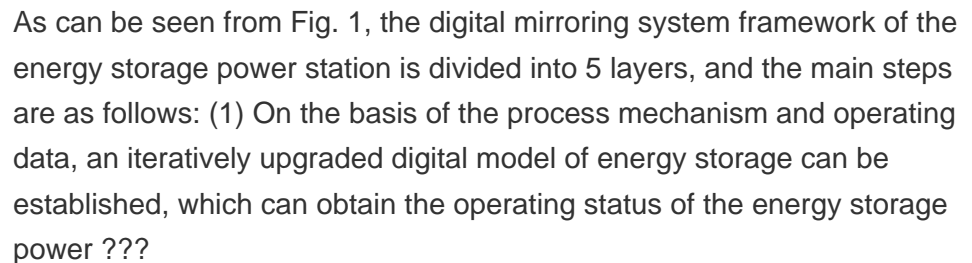 As can be seen from Fig. 1, the digital mirroring system framework of the
energy storage power station is divided into 5 layers, and the main steps
are as follows: (1) On the basis of the process mechanism and operating
data, an iteratively upgraded digital model of energy storage can be
established, which can obtain the operating status of the energy storage
power ???